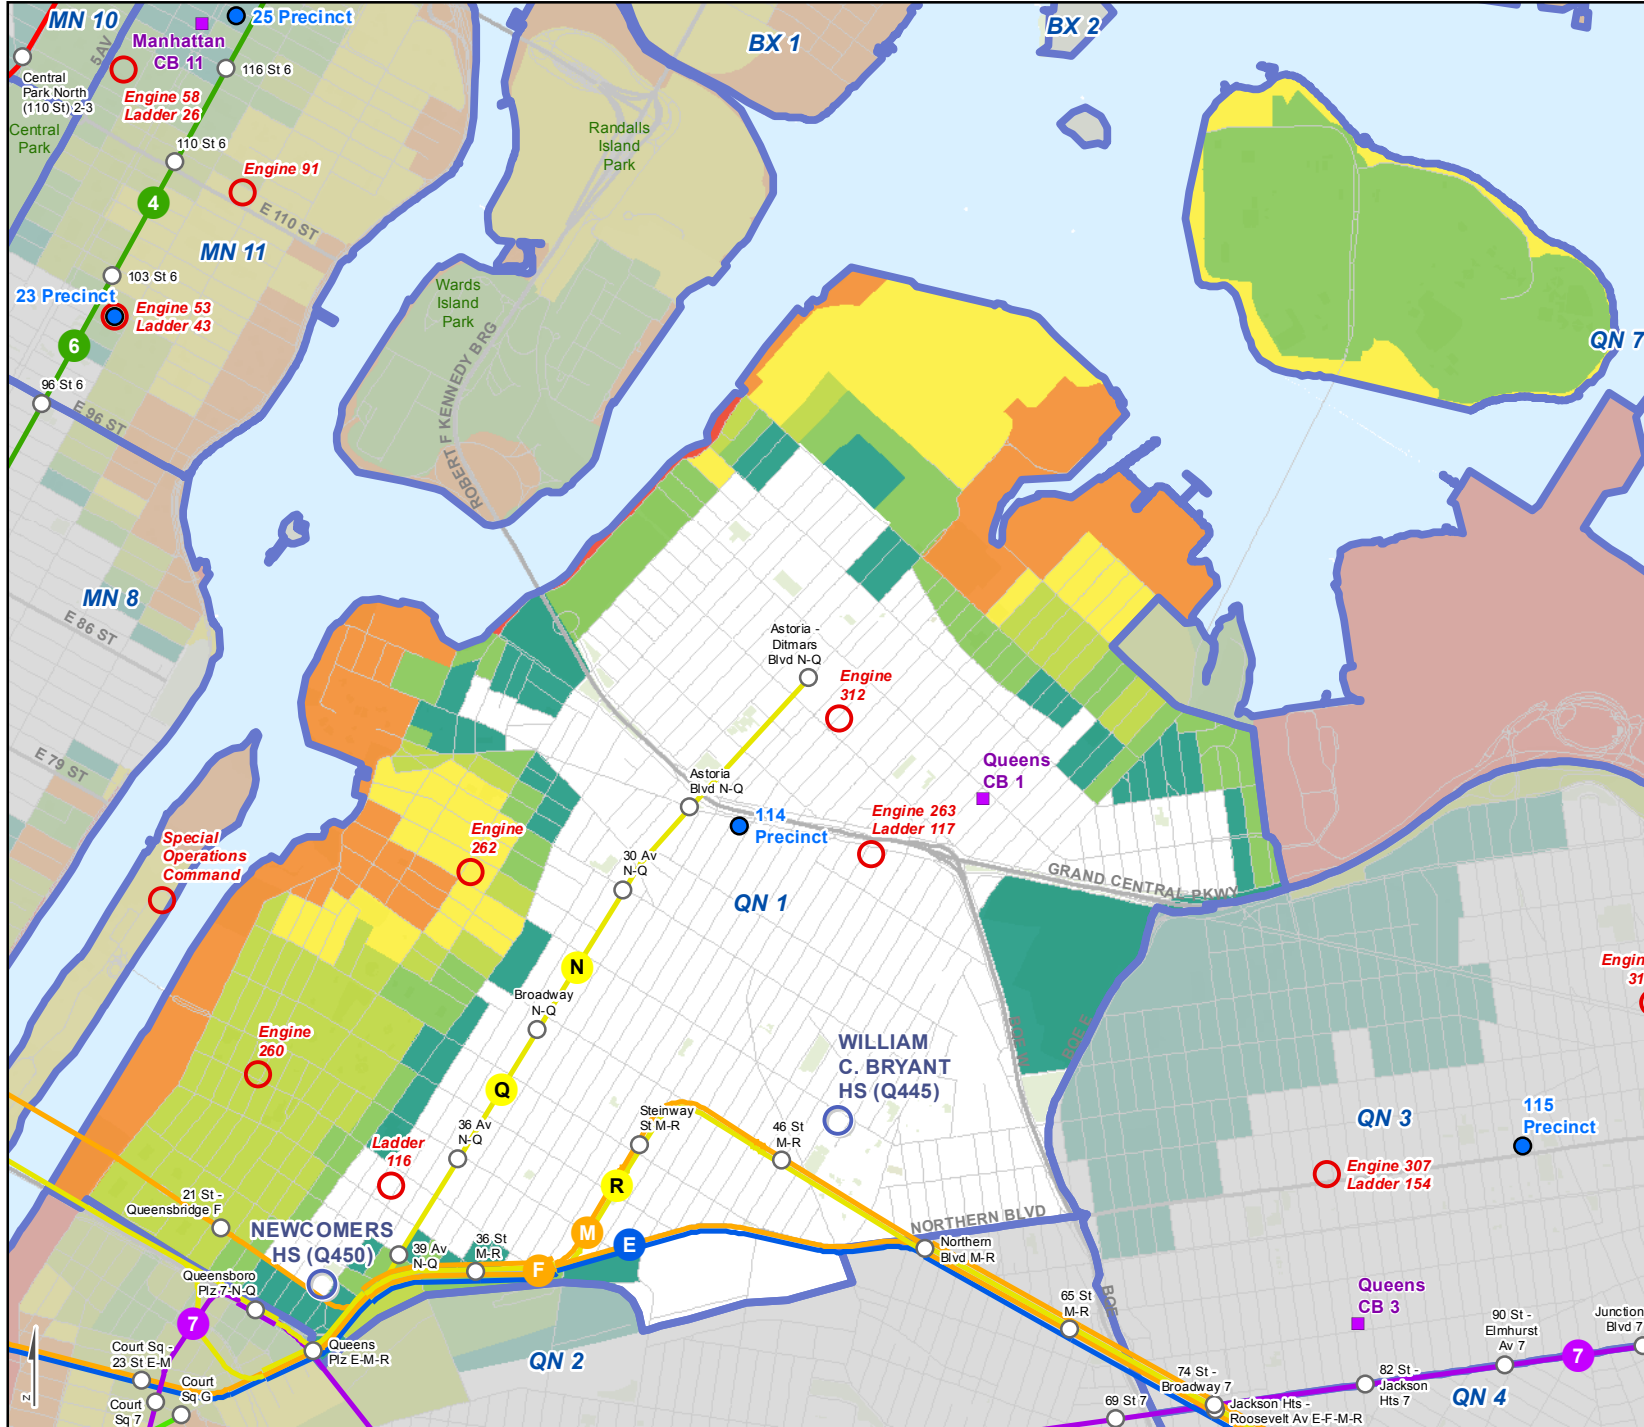 MN 10
25 Precinct
Manhattan
CB 11
5 AV
116 St 6
Central
Park North
(110 St) 2-3
Engine 58
Ladder 26
Central
Park
110 St 6
Engine 91
4
E 110 ST
MN 11
103 St 6
23 Precinct
Engine 53
Ladder 43
6
96 St 6
E 96 ST
BX 1
BX 2
Randalls
Island
Park
Wards
Island
Park
ROBERT F KENNEDY BRG
QN 7
MN 8
E 86 ST
E 79 ST
Astoria -
Ditmars
Blvd N-Q
Engine
312
Astoria
Blvd N-Q
Queens
CB 1
114
Precinct
Engine 263
Ladder 117
Special
Operations
Command
Engine
262
30 Av
N-Q
QN 1
GRAND CENTRAL PKWY
N
Broadway
N-Q
Engine
260
Q
WILLIAM
C. BRYANT
HS (Q445)
BQE W
BQE E
Steinway
St M-R
46 St
M-R
36 Av
N-Q
Ladder
116
R
M
E
F
21 St -
Queensbridge F
NEWCOMERS
HS (Q450)
39 Av
N-Q
36 St
M-R
NORTHERN BLVD
Northern
Blvd M-R
Queensboro
Plz 7-N-Q
7
Queens
Plz E-M-R
Court Sq -
23 St E-M
Court
Sq G
Court
Sq 7
z
QN 2
QN 3
115
Precinct
Engine 307
Ladder 154
Engin
31
Queens
CB 3
65 St
M-R
BQE
90 St -
Elmhurst
Av 7
Junction
Blvd 7
7
74 St -
Broadway 7
82 St -
Jackson
Hts 7
QN 4
69 St 7
Jackson Hts -
Roosevelt Av E-F-M-R